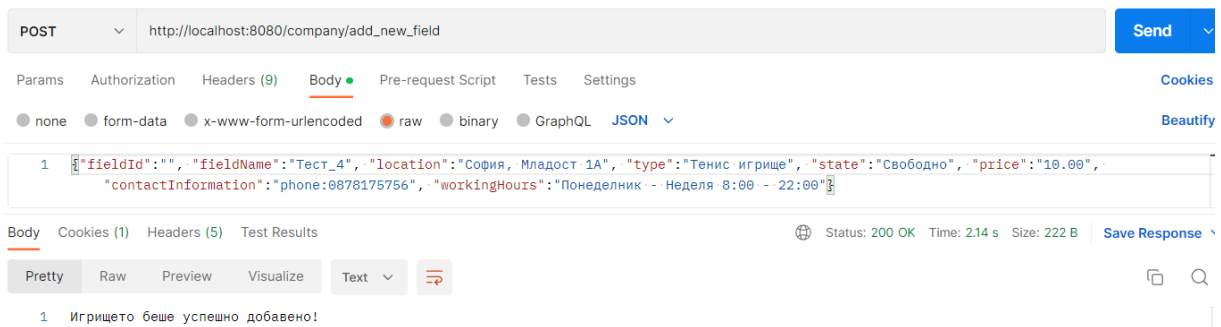 POST http://localhost:8080/company/add_new_field Send
Params Authorization Headers (9) Body Pre-request Script Tests Settings Cookies
none form-data x-www-form-urlencoded raw binary GraphQL JSON Beautify
1 {"fieldId":"", "fieldName":"Тест_4", "location":"София, Младост 1А", "type":"Тенис игрище", "state":"Свободно", "price":"10.00",
"contactInformation":"phone:0878175756", "workingHours":"Понеделник - Неделя 8:00 - 22:00"}
Body Cookies (1) Headers (5) Test Results Status: 200 OK Time: 2.14 s Size: 222 B Save Response
Pretty Raw Preview Visualize Text
1 Игрището беше успешно добавено!